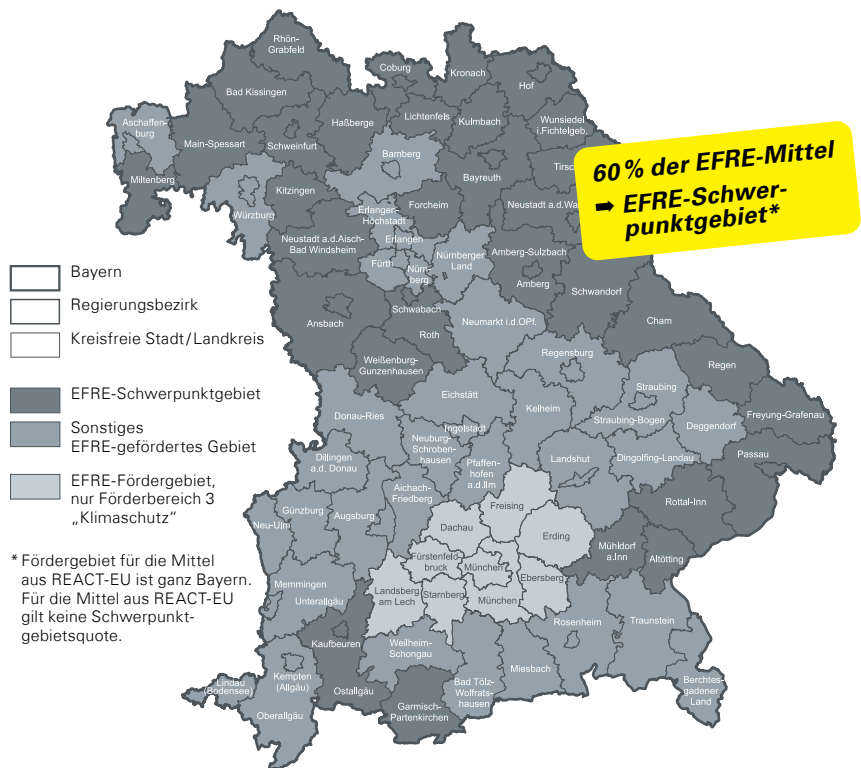 Rhön-
Grabfeld
Coburg
Kronach
Hof
Bad Kissingen
Lichtenfels
Kulmbach
Wunsiedel
i.Fichtelgeb.
Haßberge
Aschaffen-
burg
Main-Spessart
Schweinfurt
Bamberg
Bayreuth
Tirsc
60 % der EFRE-Mittel
➡ EFRE-Schwer-
punktgebiet*
Miltenberg
Kitzingen
Würzburg
Forcheim
Neustadt a.d.Wa
Erlangen-
Höchstadt
Erlangen
Neustadt a.d.Aisch-
Bad Windsheim
Fürth
Nürn-
berg
Nürnberger
Land
Amberg-Sulzbach
Amberg
Schwandorf
Ansbach
Schwabach
Roth
Neumarkt i.d.OPf.
Cham
Weißenburg-
Gunzenhausen
Regensburg
Regen
Eichstätt
Kelheim
Straubing
Straubing-Bogen
Freyung-Grafenau
Deggendorf
Donau-Ries
Ingolstadt
Neuburg-
Schroben-
hausen
Passau
Dillingen
a.d. Donau
Pfaffen-
hofen
a.d.Ilm
Landshut
Dingolfing-Landau
Aichach-
Friedberg
Rottal-Inn
Günzburg
Augsburg
Freising
Neu-Ulm
Dachau
Erding
Mühldorf
a.Inn
Altötting
Fürstenfeld-
bruck
München
Ebersberg
Landsberg
am Lech
Starnberg
München
Memmingen
Unterallgäu
Rosenheim
Traunstein
Kaufbeuren
Weilheim-
Schongau
Miesbach
Kempten
(Allgäu)
Lindau
(Bodensee)
Ostallgäu
Bad Tölz-
Wolfrats-
hausen
Berchtes-
gadener
Land
Oberallgäu
Garmisch-
Partenkirchen
Bayern
Regierungsbezirk
Kreisfreie Stadt/Landkreis
EFRE-Schwerpunktgebiet
Sonstiges
EFRE-gefördertes Gebiet
EFRE-Fördergebiet,
nur Förderbereich 3
„Klimaschutz“
* Fördergebiet für die Mittel
aus REACT-EU ist ganz Bayern.
Für die Mittel aus REACT-EU
gilt keine Schwerpunkt-
gebietsquote.